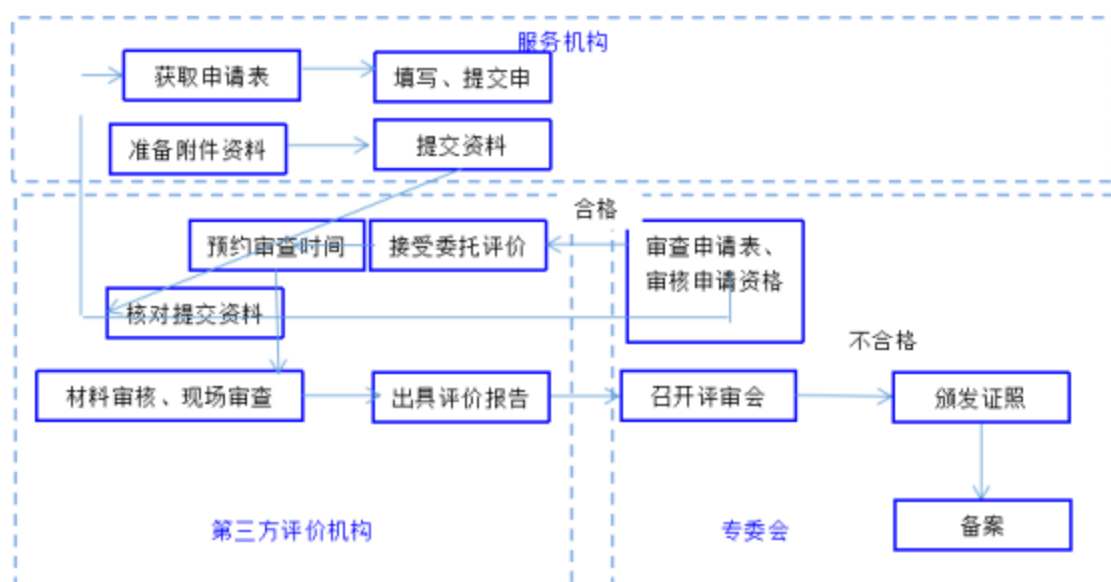 服务机构
获取申请表
填写、提交申
准备附件资料
提交资料
合格
预约审查时间
接受委托评价
审查申请表、
审核申请资格
核对提交资料
不合格
材料审核、现场审查
出具评价报告
召开评审会
颁发证照
备案
第三方评价机构
专委会